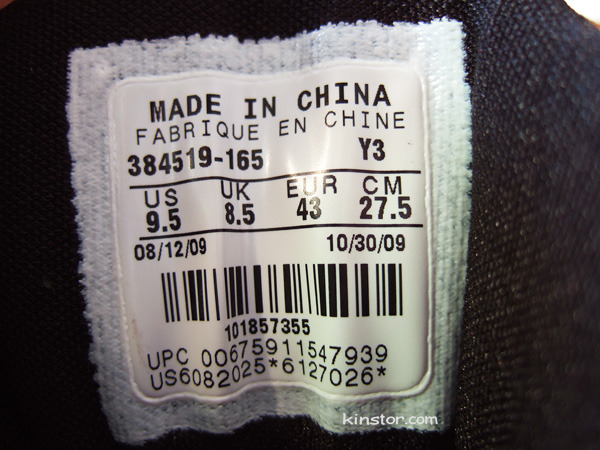 MADE IN CHINA
FABRIQUE EN CHINE
384519-165 Y3
US UK EUR CM
9.5 8.5 43 27.5
08/12/09 10/30/09
101857355
UPC 00675911547939
US6082025*6127026*
kinstor.com